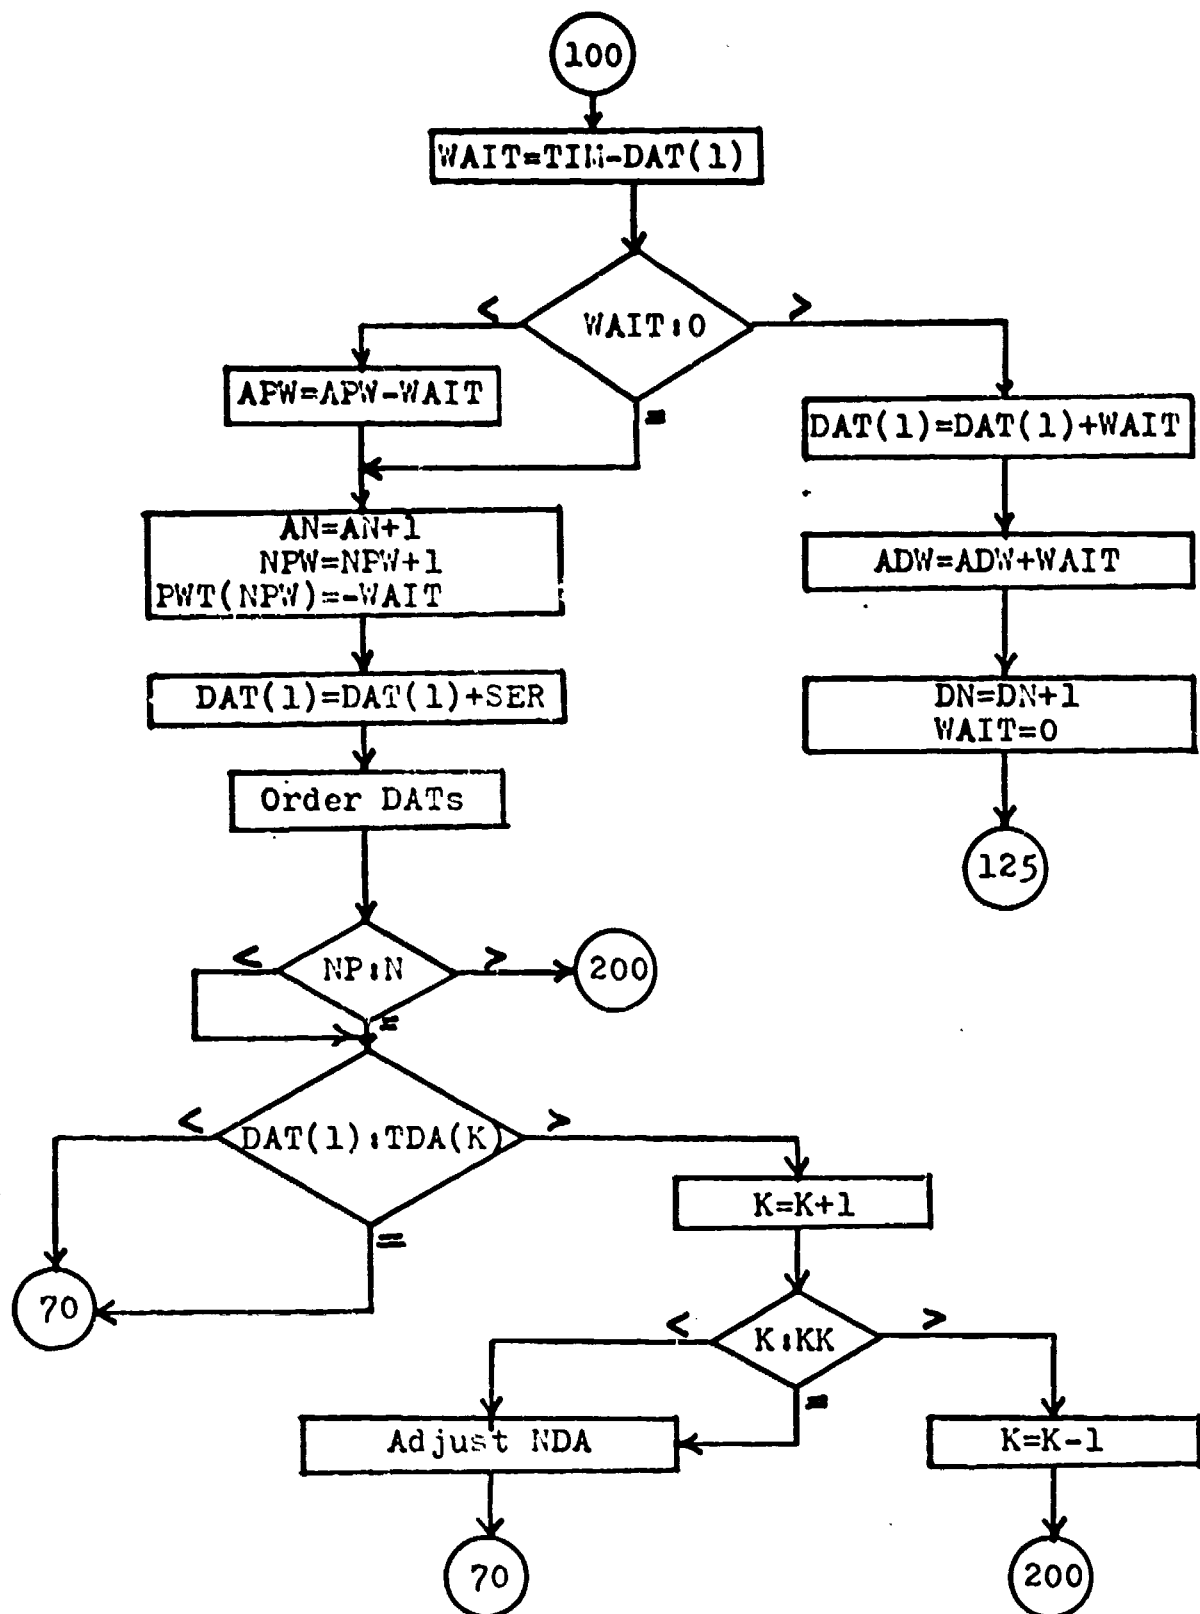 100
WAIT=TIM-DAT(1)
< WAIT:0 >
=
APW=APW-WAIT
DAT(1)=DAT(1)+WAIT
AN=AN+1
NPW=NPW+1
PWT(NPW)=-WAIT
ADW=ADW+WAIT
DAT(1)=DAT(1)+SER
DN=DN+1
WAIT=0
Order DATs
125
< NP:N >
200
=
< DAT(1):TDA(K) >
=
K=K+1
70
< K:KK >
=
Adjust NDA
K=K-1
70
200